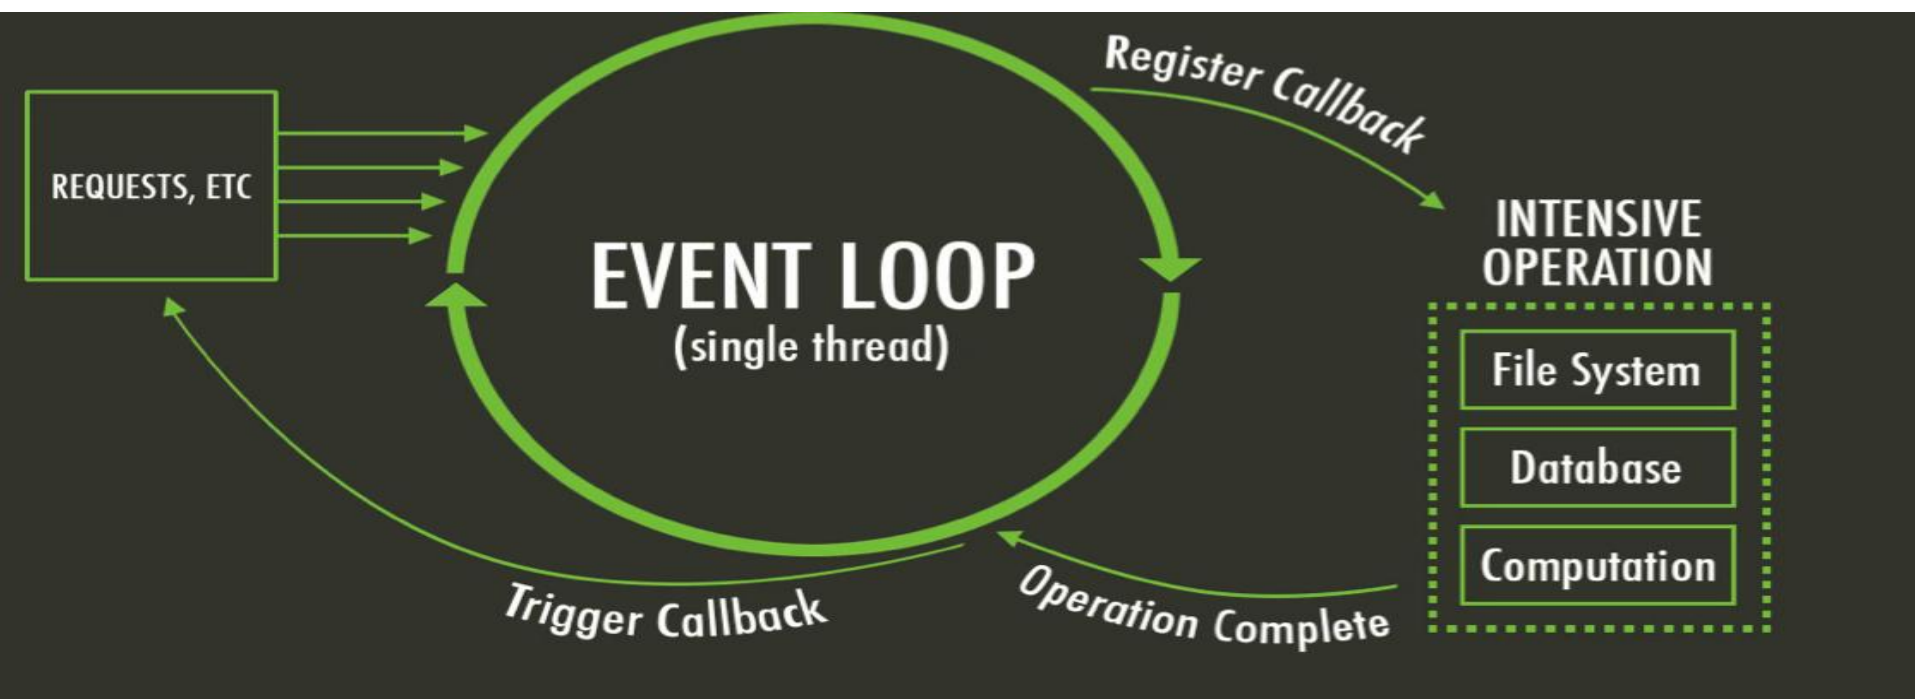 REQUESTS, ETC
EVENT LOOP
(single thread)
Register Callback
INTENSIVE
OPERATION
File System
Database
Computation
Operation Complete
Trigger Callback